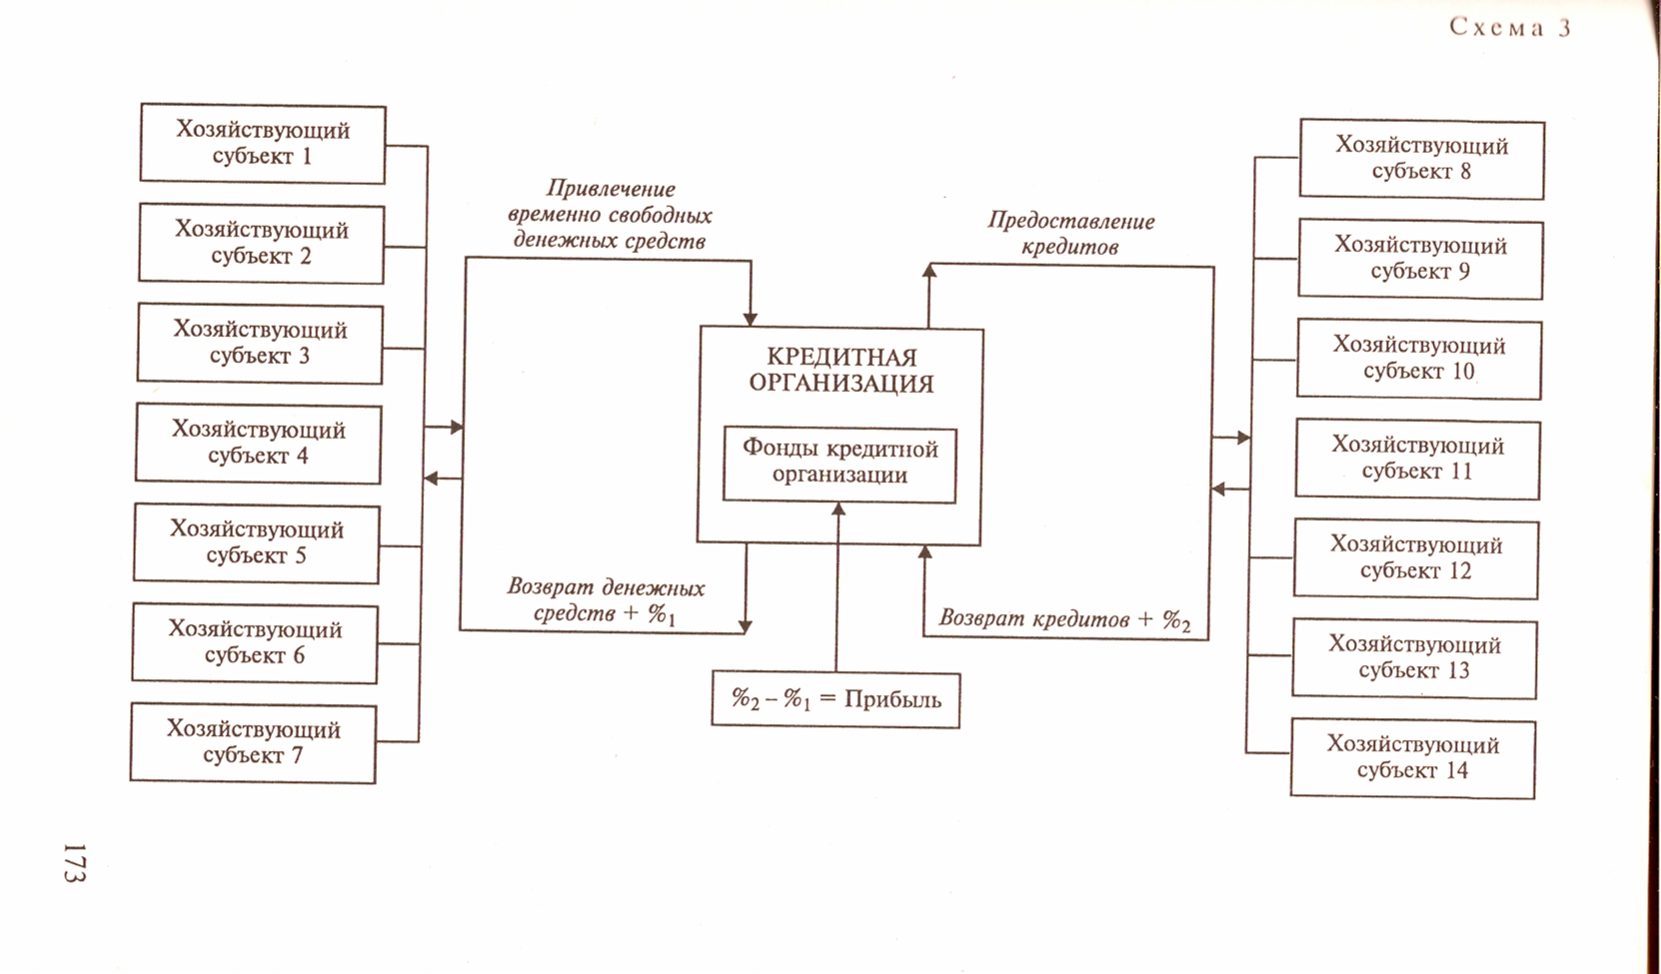 Схема 3
Хозяйствующий
субъект 1
Хозяйствующий
субъект 2
Хозяйствующий
субъект 3
Хозяйствующий
субъект 4
Хозяйствующий
субъект 5
Хозяйствующий
субъект 6
Хозяйствующий
субъект 7
Привлечение
временно свободных
денежных средств
Предоставление
кредитов
КРЕДИТНАЯ
ОРГАНИЗАЦИЯ
Фонды кредитной
организации
Возврат денежных
средств + %₁
Возврат кредитов + %₂
%₂ – %₁ = Прибыль
Хозяйствующий
субъект 8
Хозяйствующий
субъект 9
Хозяйствующий
субъект 10
Хозяйствующий
субъект 11
Хозяйствующий
субъект 12
Хозяйствующий
субъект 13
Хозяйствующий
субъект 14
173